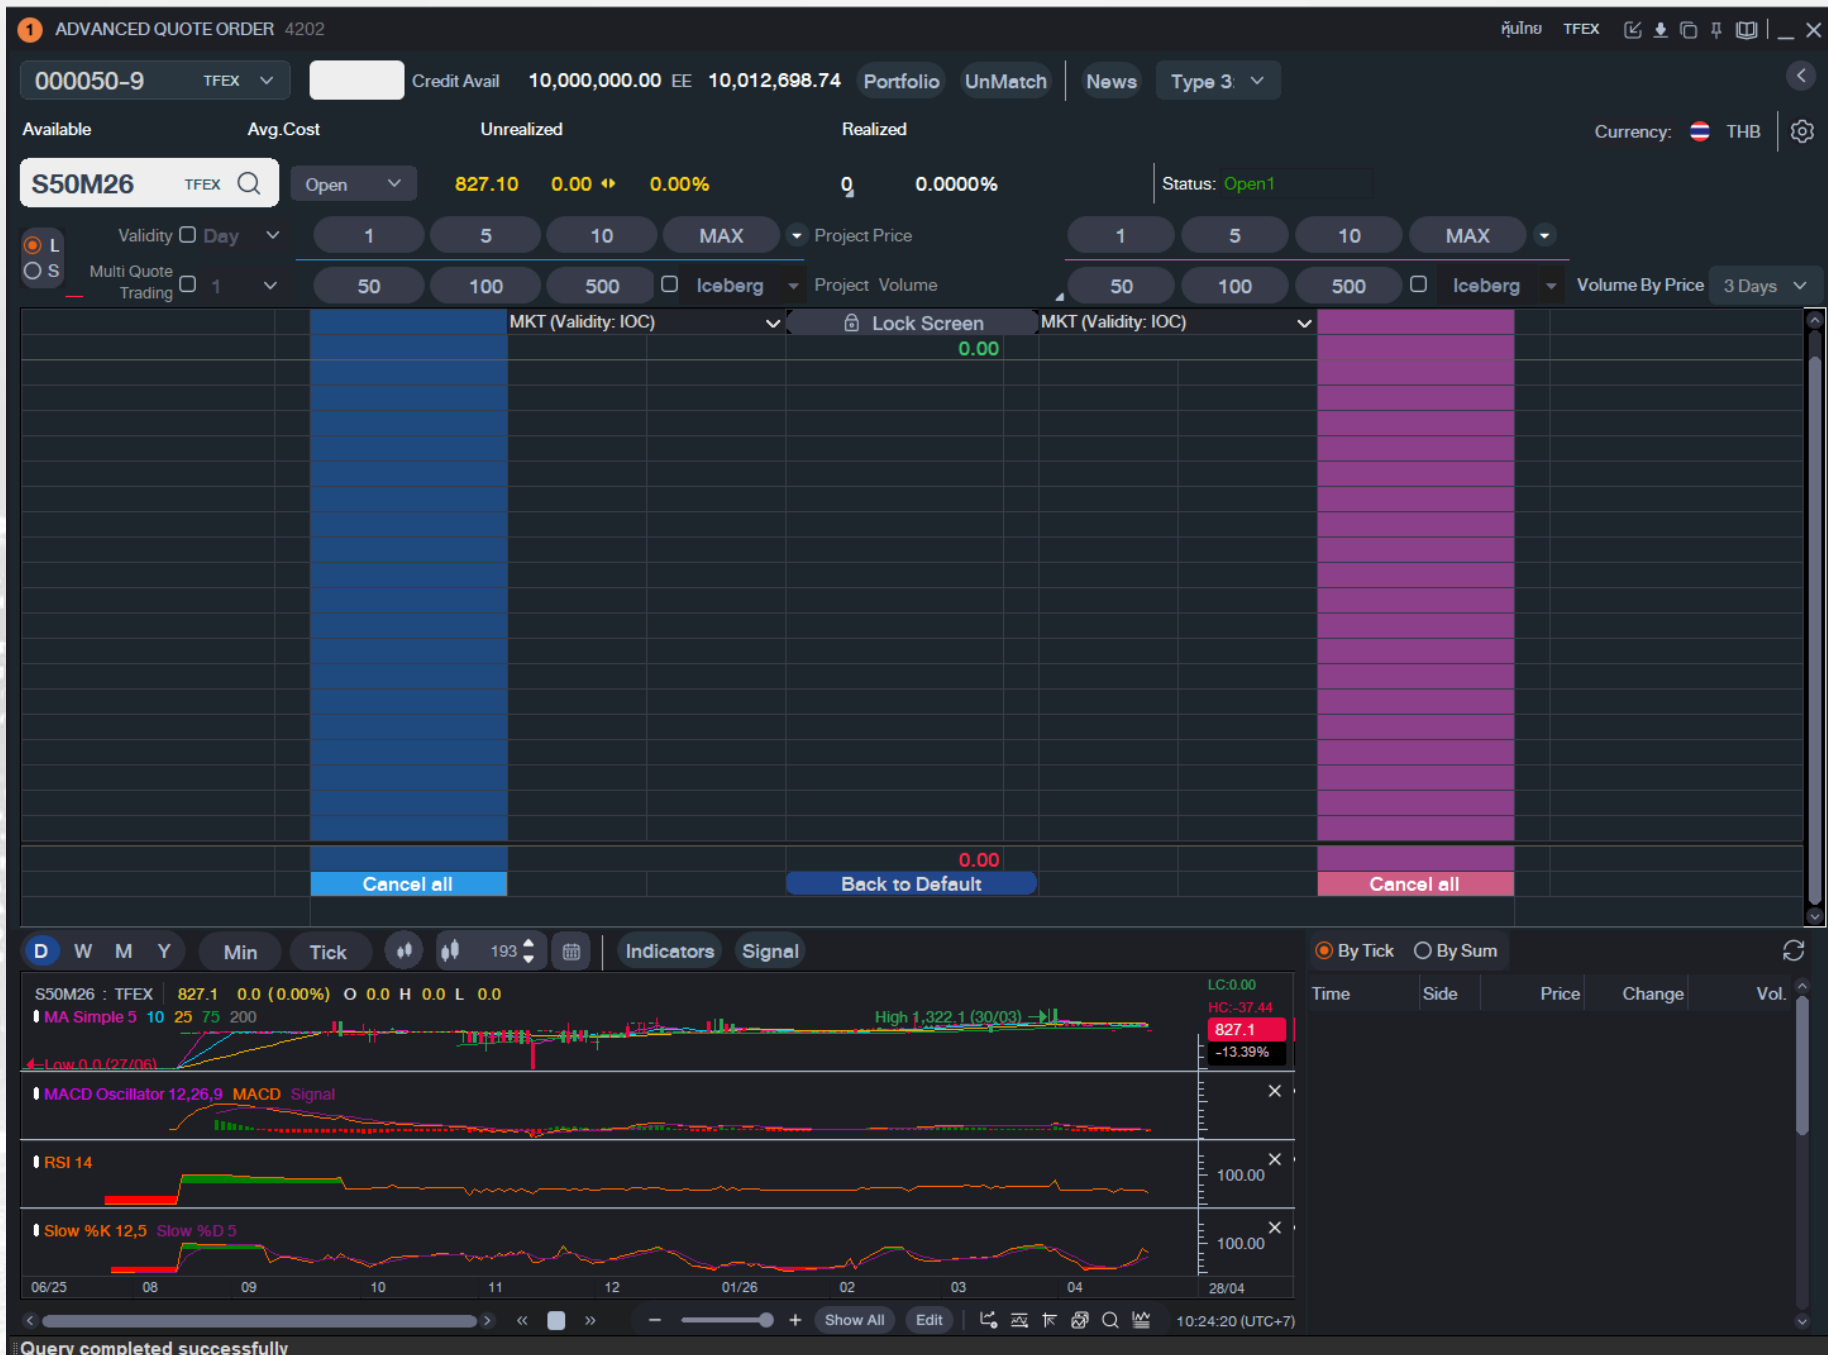 1 ADVANCED QUOTE ORDER 4202 หุ้นไทย TFEX
000050-9 TFEX Credit Avail 10,000,000.00 EE 10,012,698.74 Portfolio UnMatch News Type 3:
Available Avg.Cost Unrealized Realized Currency: THB
S50M26 TFEX Open 827.10 0.00 0.00% 0 0.0000% Status: Open1
L Validity Day 1 5 10 MAX Project Price 1 5 10 MAX
S Multi Quote Trading 1 50 100 500 Iceberg Project Volume 50 100 500 Iceberg Volume By Price 3 Days
MKT (Validity: IOC) Lock Screen MKT (Validity: IOC)
0.00
0.00
Cancel all Back to Default Cancel all
D W M Y Min Tick 193 Indicators Signal By Tick By Sum
S50M26 : TFEX 827.1 0.0 (0.00%) O 0.0 H 0.0 L 0.0 LC:0.00 Time Side Price Change Vol.
HC:-37.44
MA Simple 5 10 25 75 200 High 1,322.1 (30/03) 827.1
-13.39%
Low 0.0 (27/06)
MACD Oscillator 12,26,9 MACD Signal
RSI 14 100.00
Slow %K 12,5 Slow %D 5 100.00
06/25 08 09 10 11 12 01/26 02 03 04 28/04
Show All Edit 10:24:20 (UTC+7)
Query completed successfully